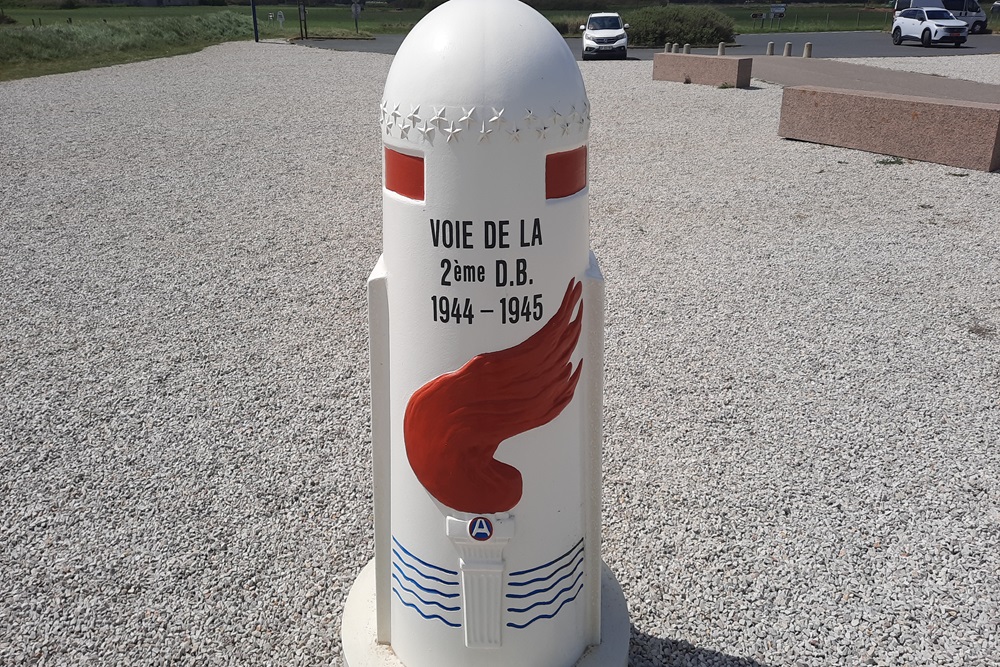 VOIE DE LA
2ème D.B.
1944 – 1945
A